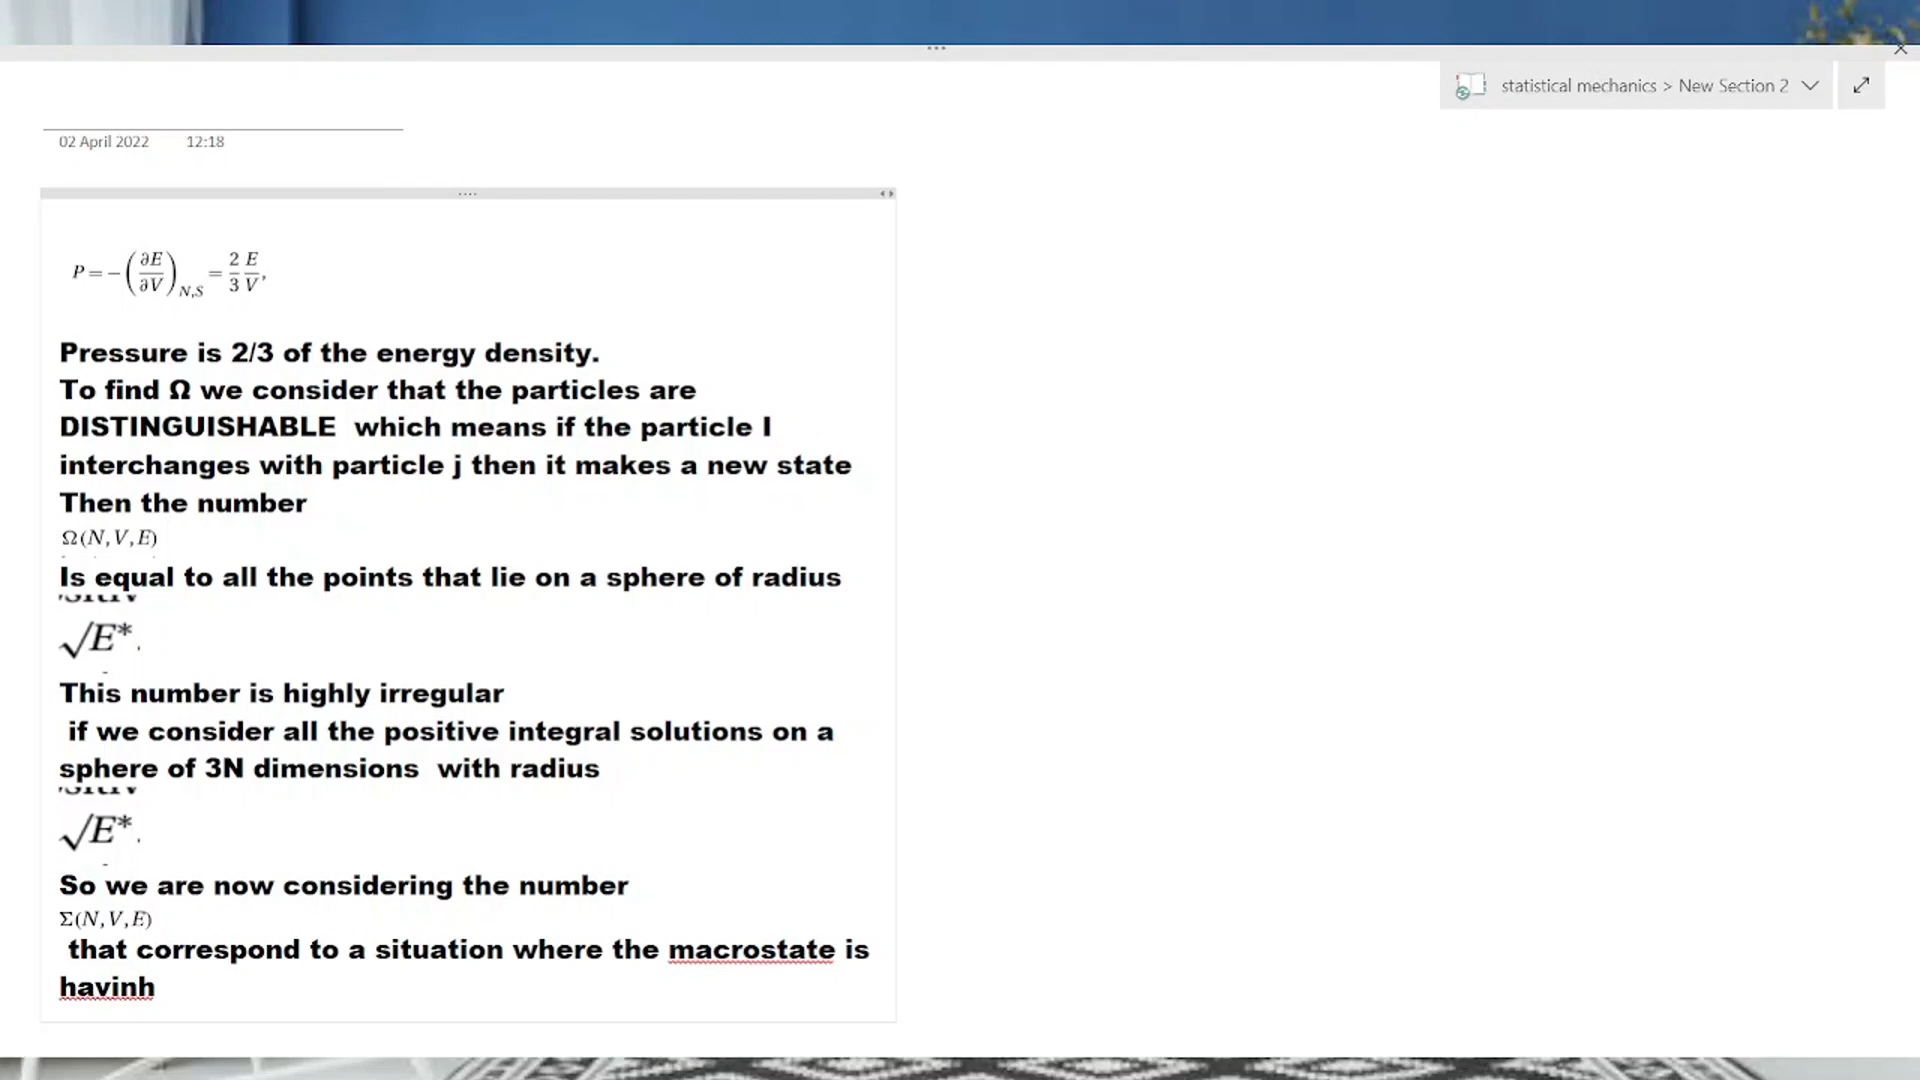 statistical mechanics > New Section 2
02 April 2022 12:18
P = −(∂E/∂V)N,S = 2/3 E/V,
Pressure is 2/3 of the energy density.
To find Ω we consider that the particles are
DISTINGUISHABLE which means if the particle I
interchanges with particle j then it makes a new state
Then the number
Ω(N, V, E)
Is equal to all the points that lie on a sphere of radius
√E*.
This number is highly irregular
if we consider all the positive integral solutions on a
sphere of 3N dimensions with radius
√E*.
So we are now considering the number
Σ(N, V, E)
that correspond to a situation where the macrostate is
havinh